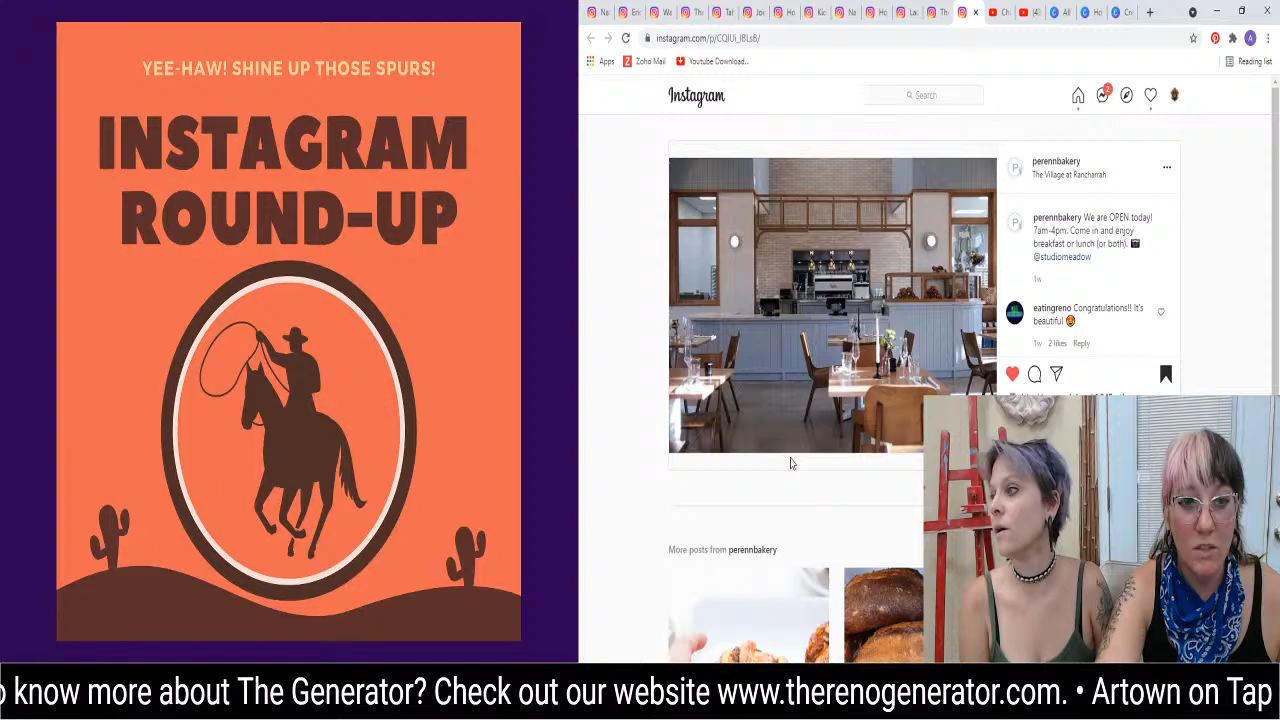 YEE-HAW! SHINE UP THOSE SPURS!
INSTAGRAM
ROUND-UP
instagram.com/p/CQIUi_lBLsB/
Apps
Zoho Mail
Youtube Download...
Reading list
Instagram
Search
2
perennbakery
The Village at Rancharrah
perennbakery We are OPEN today!
7am-4pm. Come in and enjoy
breakfast or lunch (or both).
@studiomeadow
1w
eatingreno Congratulations!! It's
beautiful
1w 2 likes Reply
More posts from perennbakery
know more about The Generator? Check out our website www.therenogenerator.com. • Artown on Tap